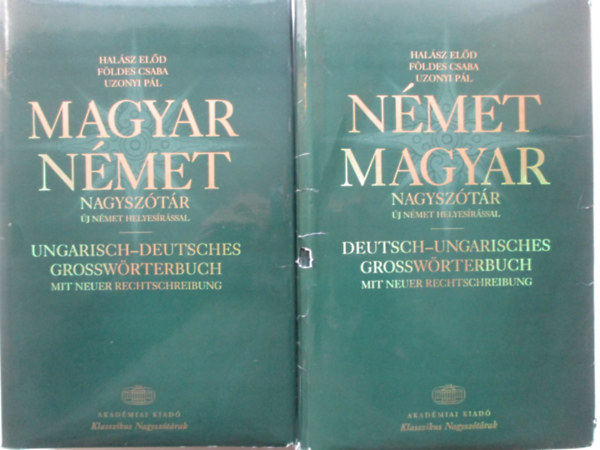 HALÁSZ ELŐD
FÖLDES CSABA
UZONYI PÁL
MAGYAR
NÉMET
NAGYSZÓTÁR
ÚJ NÉMET HELYESÍRÁSSAL
UNGARISCH–DEUTSCHES
GROSSWÖRTERBUCH
MIT NEUER RECHTSCHREIBUNG
AKADÉMIAI KIADÓ
Klasszikus Nagyszótárak
HALÁSZ ELŐD
FÖLDES CSABA
UZONYI PÁL
NÉMET
MAGYAR
NAGYSZÓTÁR
ÚJ NÉMET HELYESÍRÁSSAL
DEUTSCH–UNGARISCHES
GROSSWÖRTERBUCH
MIT NEUER RECHTSCHREIBUNG
AKADÉMIAI KIADÓ
Klasszikus Nagyszótárak